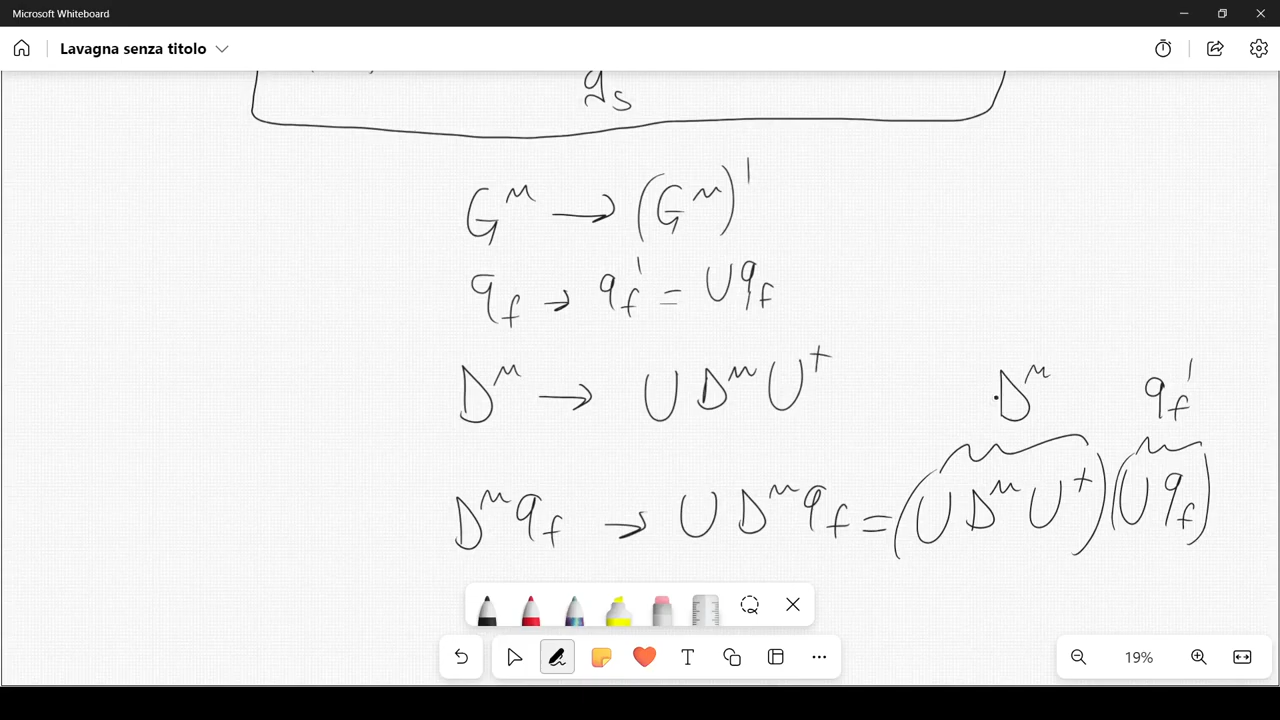 Microsoft Whiteboard
Lavagna senza titolo
g_s
G^μ → (G^μ)'
q_f → q_f' = U q_f
D^μ → U D^μ U^†
D^μ q_f'
D^μ q_f → U D^μ q_f = (U D^μ U^†)(U q_f)
T
19%